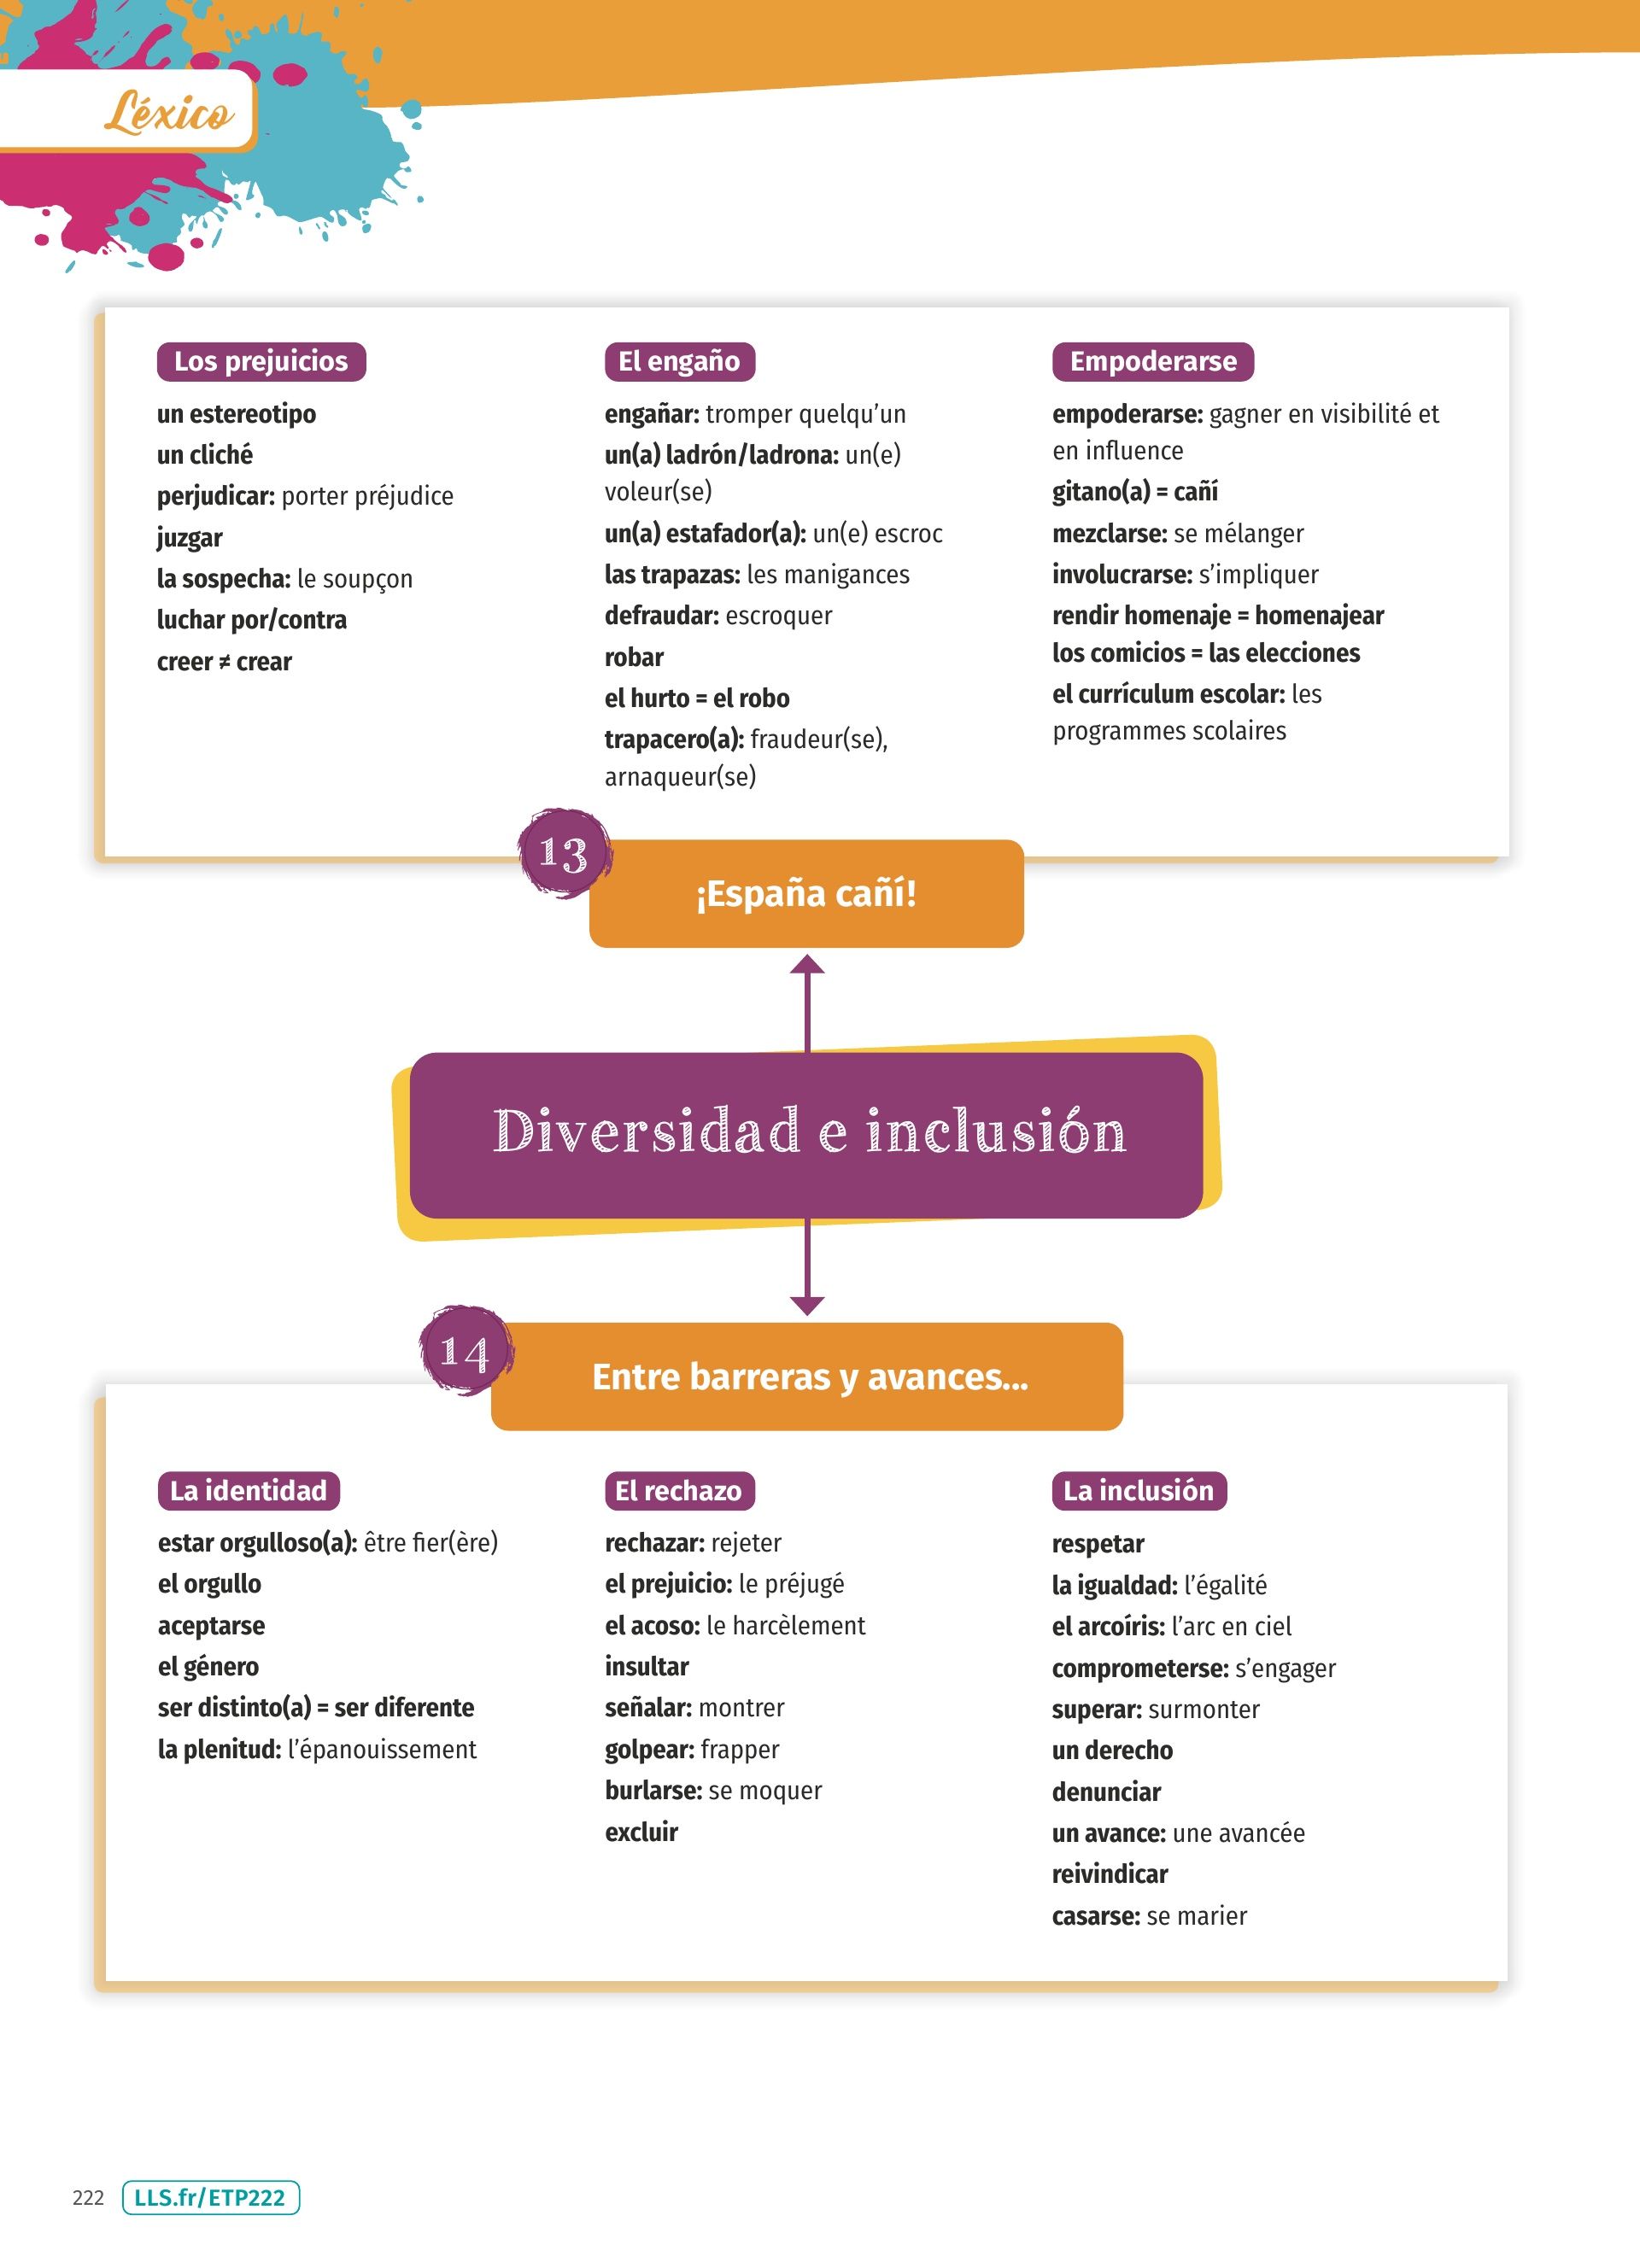 Léxico
Los prejuicios
un estereotipo
un cliché
perjudicar: porter préjudice
juzgar
la sospecha: le soupçon
luchar por/contra
creer ≠ crear
El engaño
engañar: tromper quelqu’un
un(a) ladrón/ladrona: un(e)
voleur(se)
un(a) estafador(a): un(e) escroc
las trapazas: les manigances
defraudar: escroquer
robar
el hurto = el robo
trapacero(a): fraudeur(se),
arnaqueur(se)
Empoderarse
empoderarse: gagner en visibilité et
en influence
gitano(a) = cañí
mezclarse: se mélanger
involucrarse: s’impliquer
rendir homenaje = homenajear
los comicios = las elecciones
el currículum escolar: les
programmes scolaires
13
¡España cañí!
Diversidad e inclusión
14
Entre barreras y avances...
La identidad
estar orgulloso(a): être fier(ère)
el orgullo
aceptarse
el género
ser distinto(a) = ser diferente
la plenitud: l’épanouissement
El rechazo
rechazar: rejeter
el prejuicio: le préjugé
el acoso: le harcèlement
insultar
señalar: montrer
golpear: frapper
burlarse: se moquer
excluir
La inclusión
respetar
la igualdad: l’égalité
el arcoíris: l’arc en ciel
comprometerse: s’engager
superar: surmonter
un derecho
denunciar
un avance: une avancée
reivindicar
casarse: se marier
222
LLS.fr/ETP222